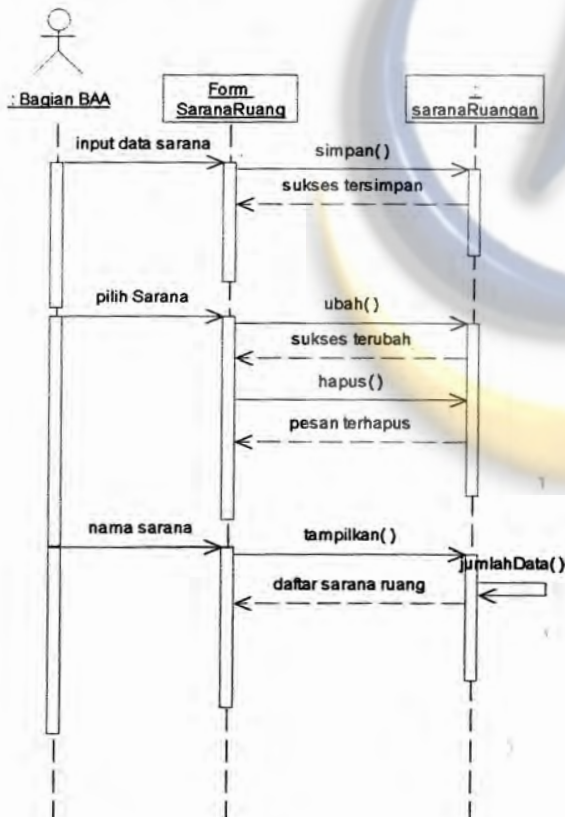 : Bagian BAA
Form
SaranaRuang
:
saranaRuangan
input data sarana
simpan()
sukses tersimpan
pilih Sarana
ubah()
sukses terubah
hapus()
pesan terhapus
nama sarana
tampilkan()
jumlahData()
daftar sarana ruang